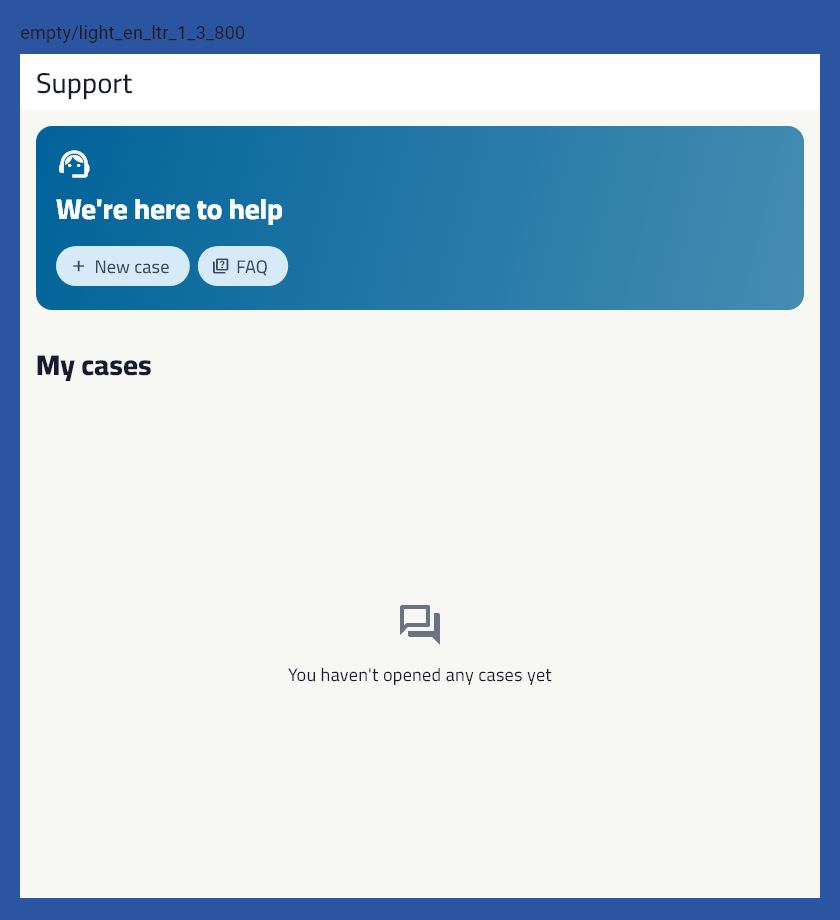 empty/light_en_ltr_1_3_800
Support
We're here to help
+ New case
FAQ
My cases
You haven't opened any cases yet